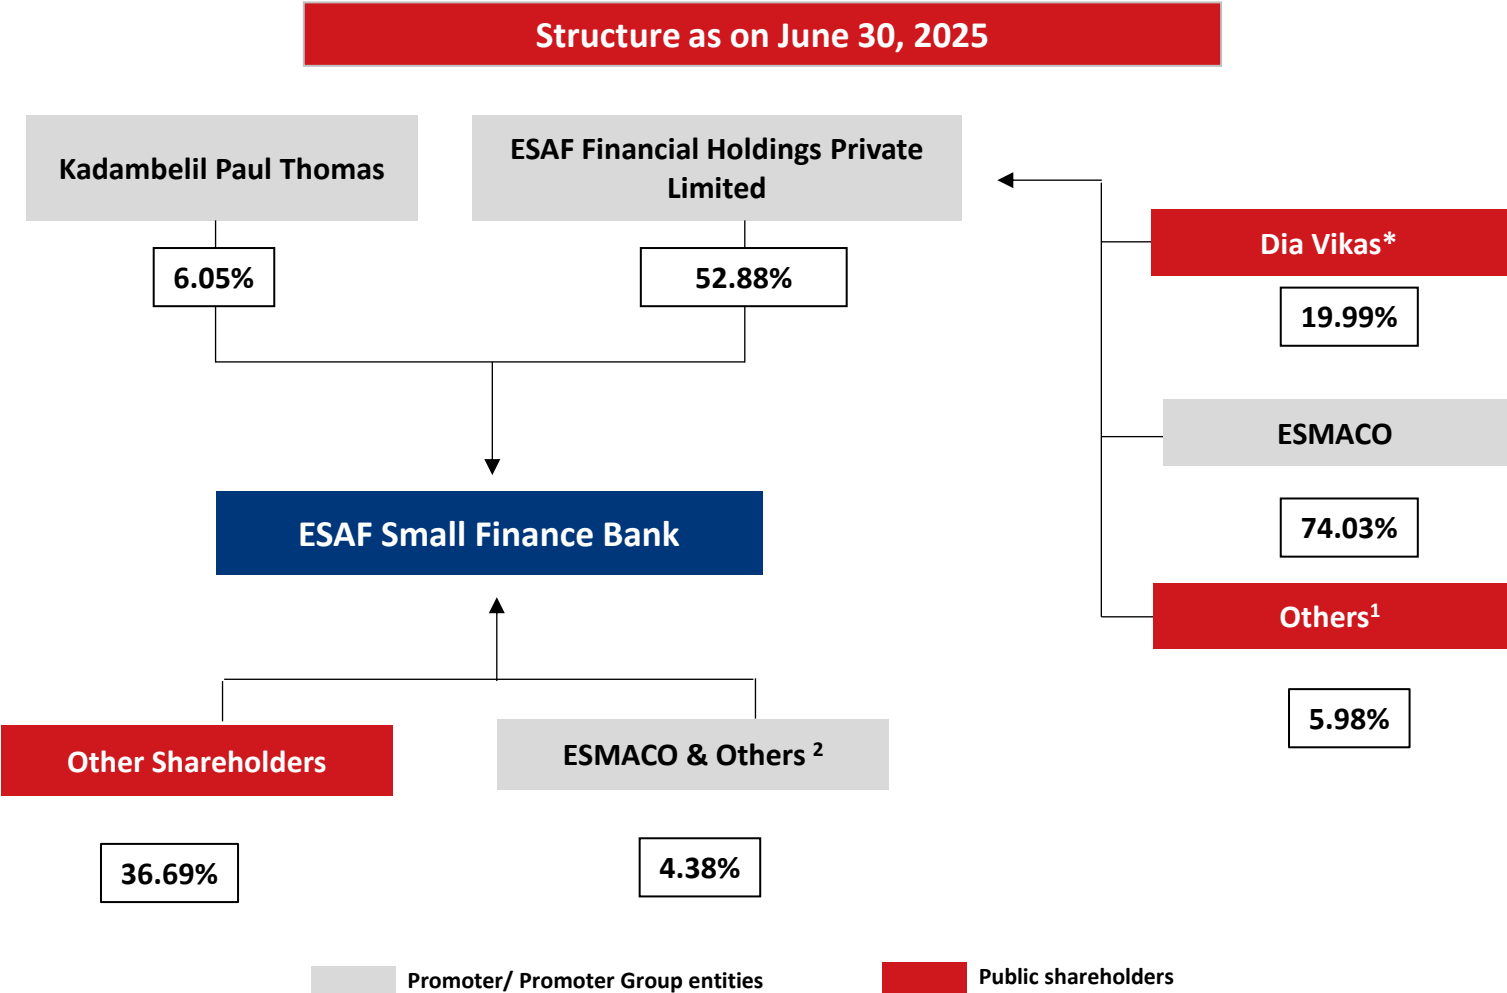 Structure as on June 30, 2025
Kadambelil Paul Thomas
ESAF Financial Holdings Private
Limited
6.05%
52.88%
Dia Vikas*
19.99%
ESMACO
74.03%
Others¹
5.98%
ESAF Small Finance Bank
Other Shareholders
ESMACO & Others ²
36.69%
4.38%
Promoter/ Promoter Group entities
Public shareholders